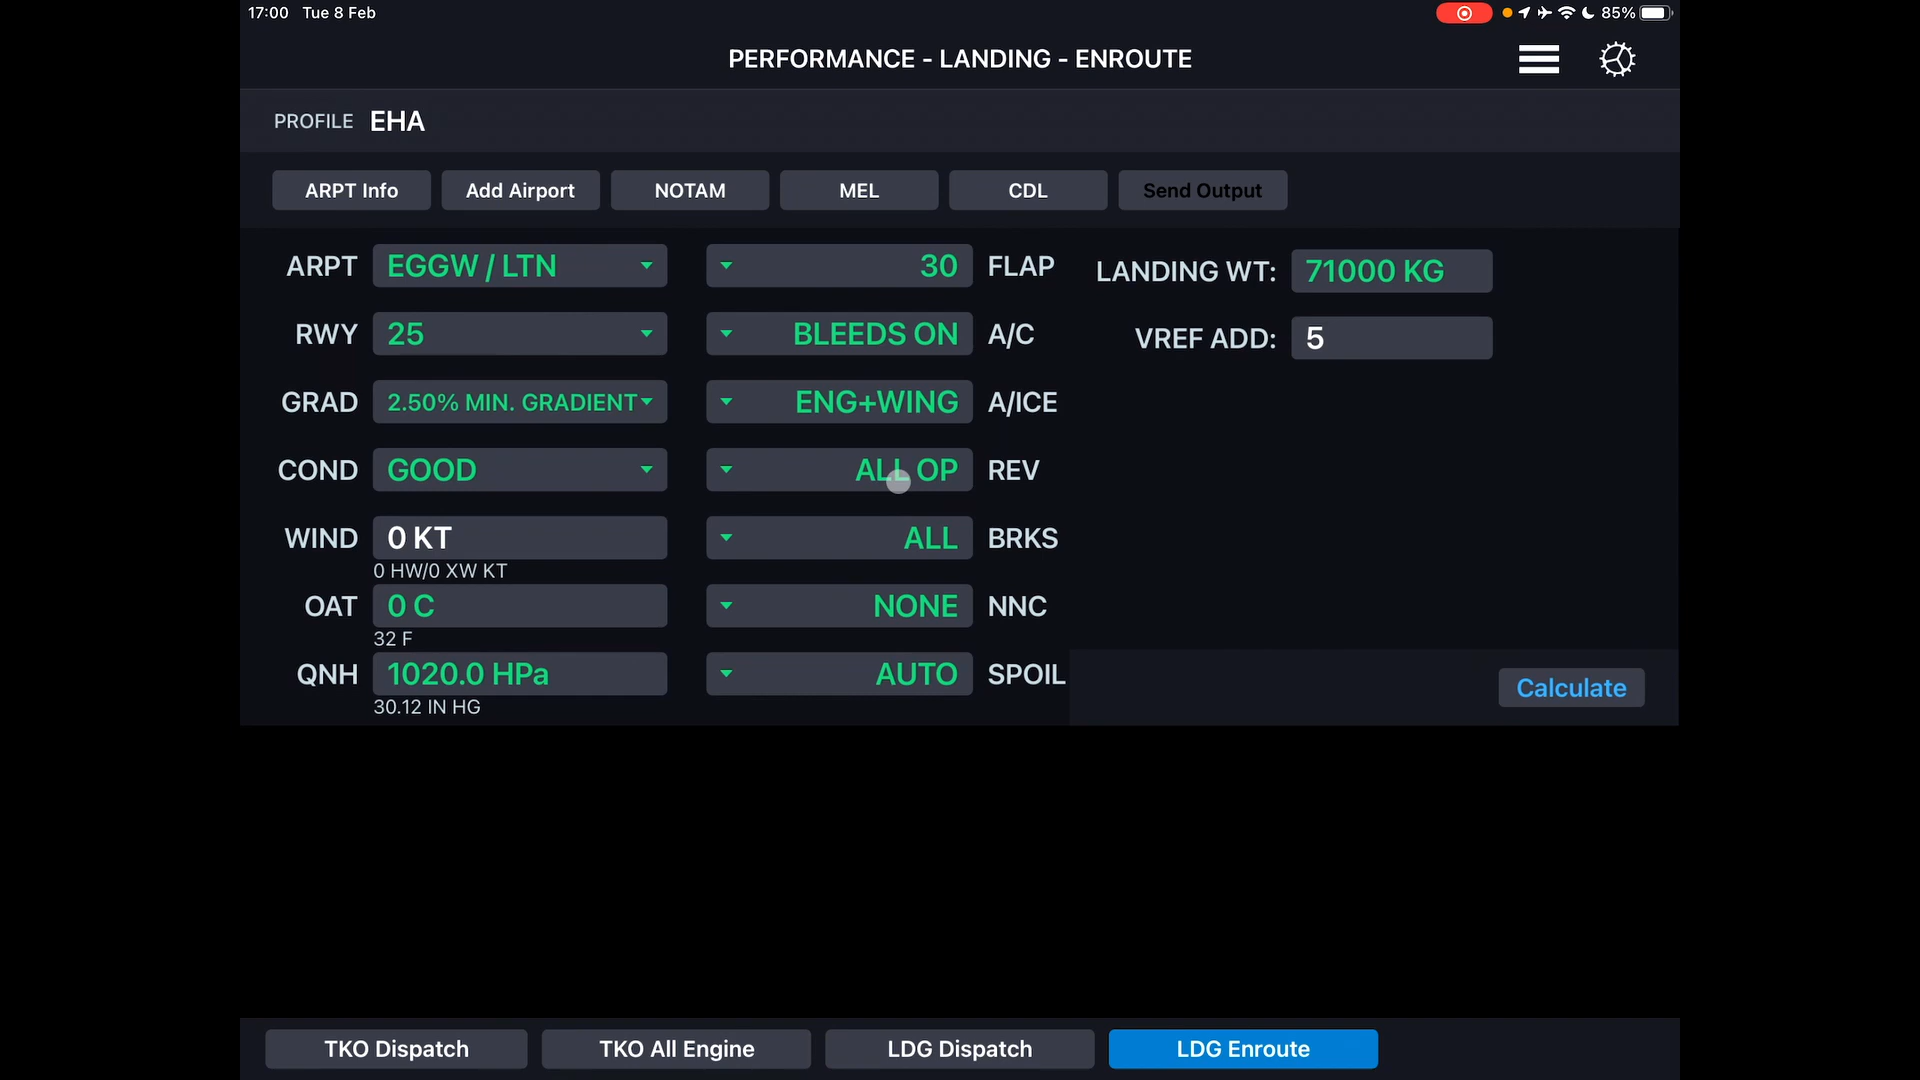 17:00 Tue 8 Feb 85%
PERFORMANCE - LANDING - ENROUTE
PROFILE EHA
ARPT Info Add Airport NOTAM MEL CDL Send Output
ARPT EGGW / LTN 30 FLAP LANDING WT: 71000 KG
RWY 25 BLEEDS ON A/C VREF ADD: 5
GRAD 2.50% MIN. GRADIENT ENG+WING A/ICE
COND GOOD ALL OP REV
WIND 0 KT ALL BRKS
0 HW/0 XW KT
OAT 0 C NONE NNC
32 F
QNH 1020.0 HPa AUTO SPOIL Calculate
30.12 IN HG
TKO Dispatch TKO All Engine LDG Dispatch LDG Enroute